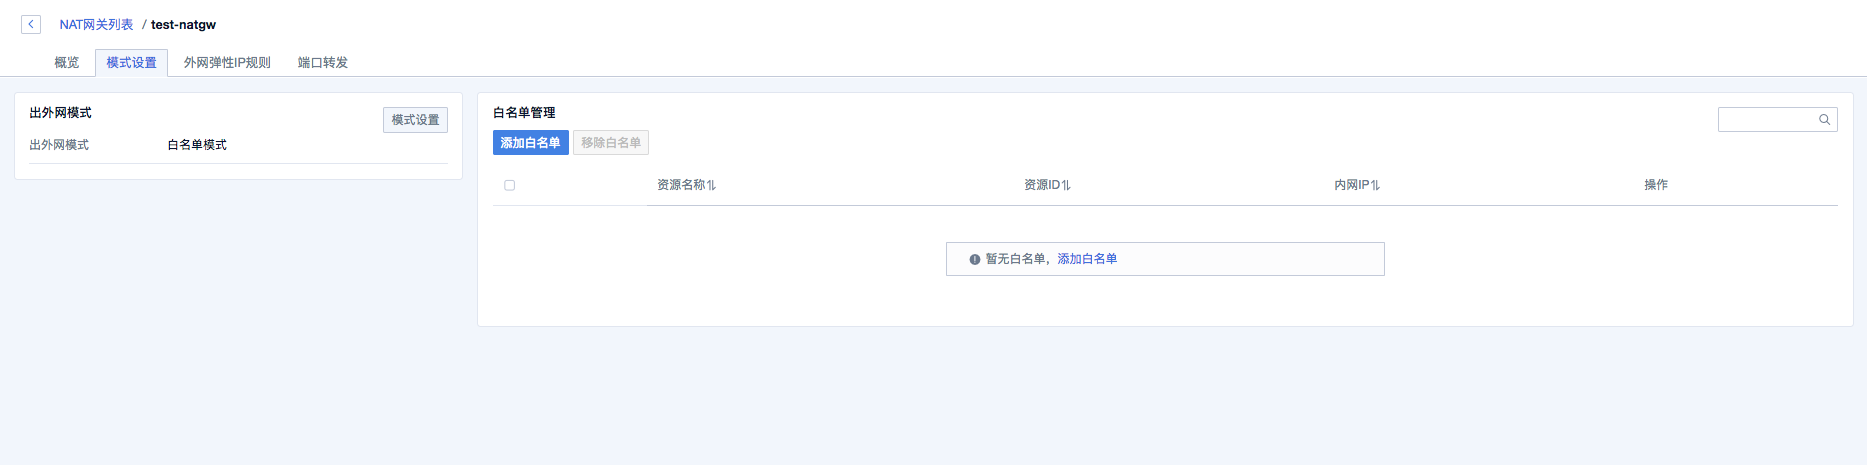 NAT网关列表 / test-natgw
概览 模式设置 外网弹性IP规则 端口转发
出外网模式
模式设置
出外网模式 白名单模式
白名单管理
添加白名单 移除白名单
资源名称 资源ID 内网IP 操作
暂无白名单，添加白名单